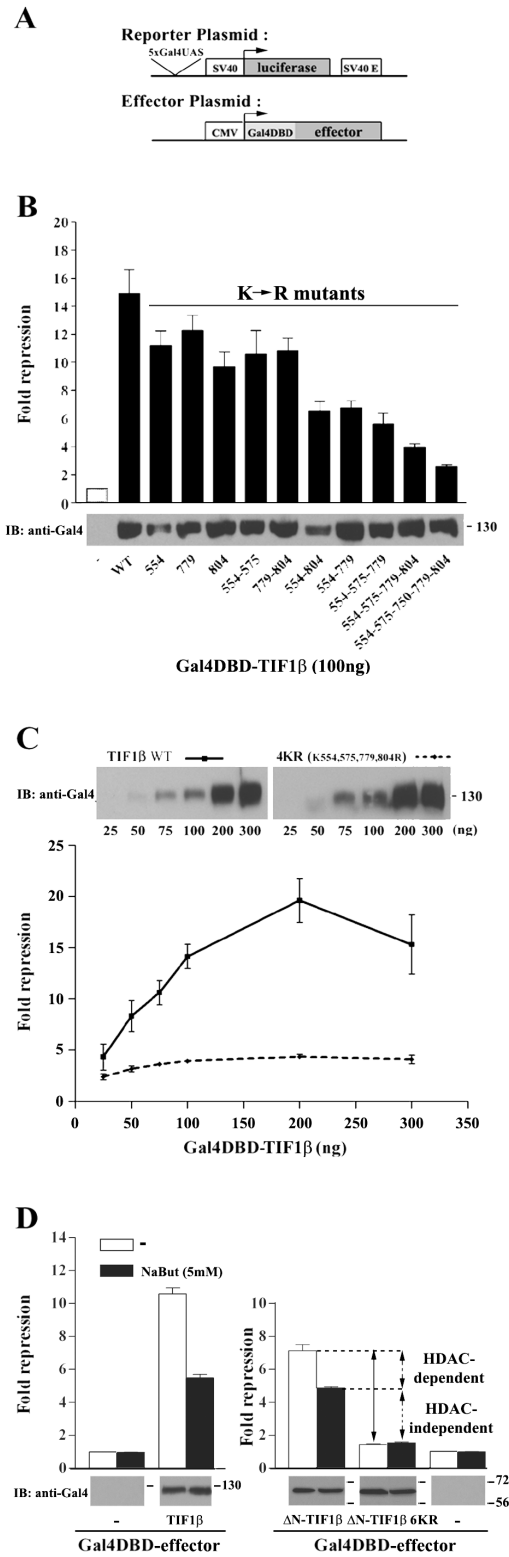 A
Reporter Plasmid :
5xGal4UAS
SV40
luciferase
SV40 E
Effector Plasmid :
CMV
Gal4DBD
effector
B
20
18
16
14
12
10
8
6
4
2
0
Fold repression
K→R mutants
IB: anti-Gal4
- 130
-
WT
554
779
804
554-575
779-804
554-804
554-779
554-575-779
554-575-779-804
554-575-750-779-804
Gal4DBD-TIF1β (100ng)
C
TIF1β WT
4KR (K554,575,779,804R)
IB: anti-Gal4
- 130
25 50 75 100 200 300
25 50 75 100 200 300 (ng)
25
20
15
10
5
0
Fold repression
0 50 100 150 200 250 300 350
Gal4DBD-TIF1β (ng)
D
-
NaBut (5mM)
14
12
10
8
6
4
2
0
Fold repression
IB: anti-Gal4
-130
- TIF1β
Gal4DBD-effector
10
8
6
4
2
0
Fold repression
HDAC-
dependent
HDAC-
independent
- 72
- 56
ΔN-TIF1β ΔN-TIF1β 6KR -
Gal4DBD-effector